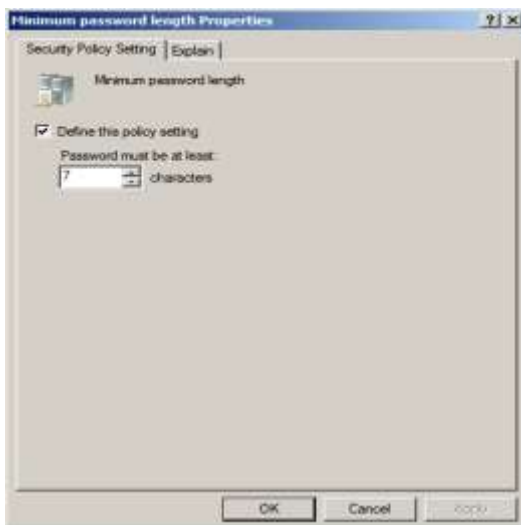 Minimum password length Properties
Security Policy Setting
Explain
Minimum password length
Define this policy setting
Password must be at least:
7
characters
OK
Cancel
Apply